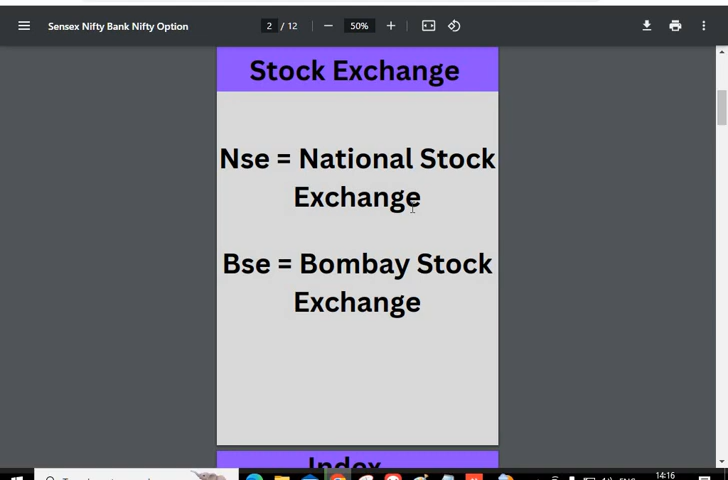 Sensex Nifty Bank Nifty Option
2 / 12
50%
Stock Exchange
Nse = National Stock
Exchange
Bse = Bombay Stock
Exchange
Index
14:16